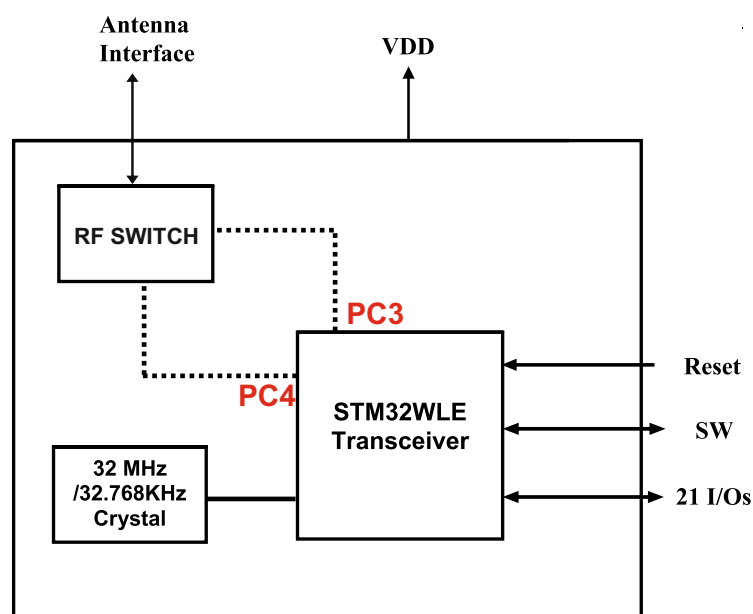 Antenna
Interface
VDD
RF SWITCH
PC3
PC4
STM32WLE
Transceiver
Reset
SW
21 I/Os
32 MHz
/32.768KHz
Crystal